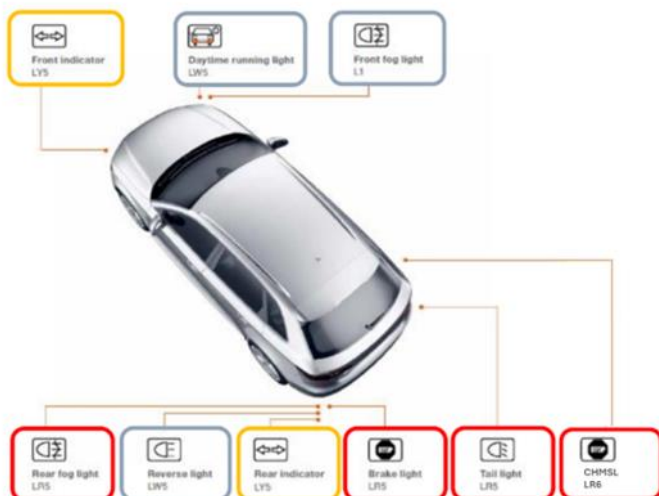 Front indicator
LY5
Daytime running light
LW5
Front fog light
L1
Rear fog light
LR5
Reverse light
LW5
Rear indicator
LY5
Brake light
LR5
Tail light
LR5
CHMSL
LR6